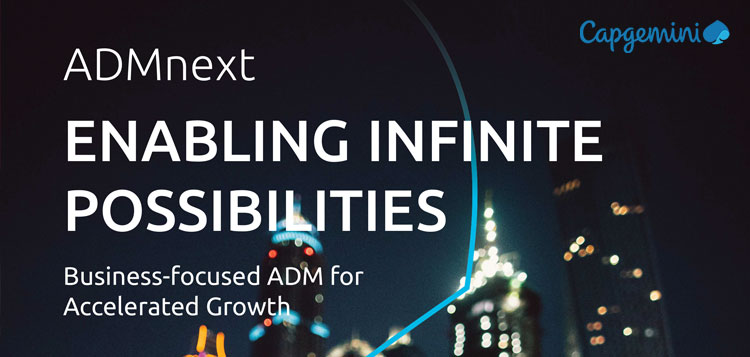 Capgemini
ADMnext
ENABLING INFINITE
POSSIBILITIES
Business-focused ADM for
Accelerated Growth